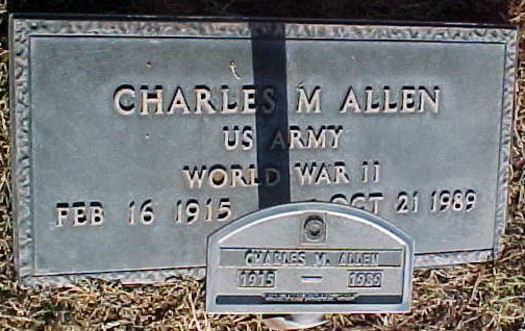 CHARLES M ALLEN
US ARMY
WORLD WAR II
FEB 16 1915 OCT 21 1989
CHARLES M. ALLEN
1915 — 1989